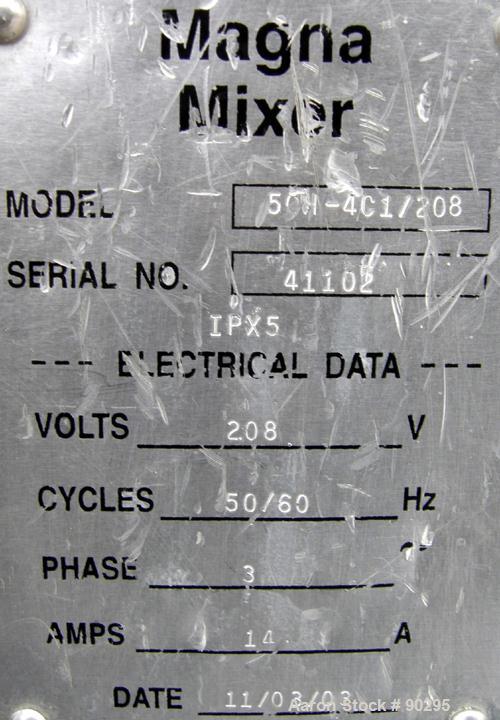 Magna
Mixer
MODEL
SERIAL NO. 41102
IPX5
--- ELECTRICAL DATA ---
VOLTS 208 V
CYCLES 50/60 Hz
PHASE 3 ~
AMPS 14 A
DATE 11/03/03
Aaron Stock # 90295